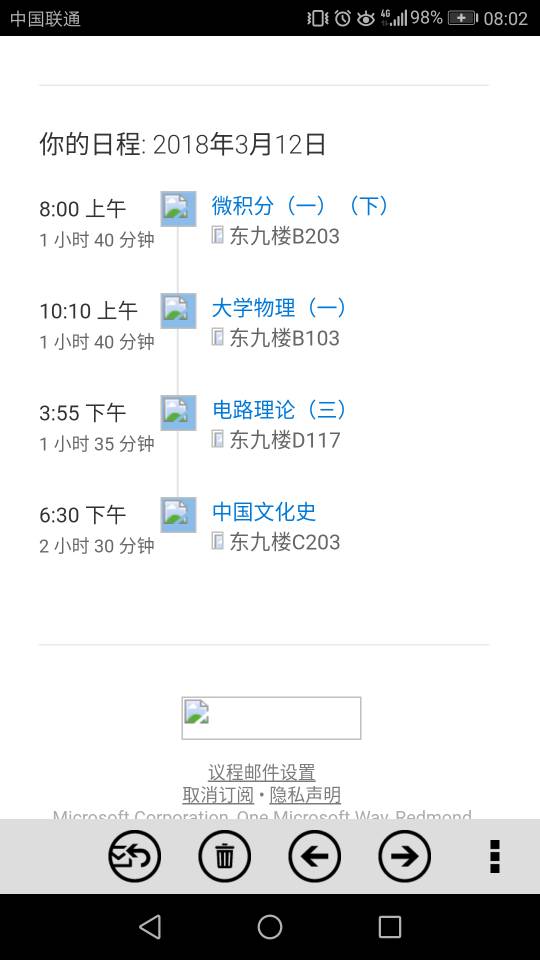 中国联通 4G 98% 08:02
你的日程: 2018年3月12日
8:00 上午 微积分（一）（下）
1 小时 40 分钟 东九楼B203
10:10 上午 大学物理（一）
1 小时 40 分钟 东九楼B103
3:55 下午 电路理论（三）
1 小时 35 分钟 东九楼D117
6:30 下午 中国文化史
2 小时 30 分钟 东九楼C203
议程邮件设置
取消订阅 • 隐私声明
Microsoft Corporation, One Microsoft Way, Redmond,